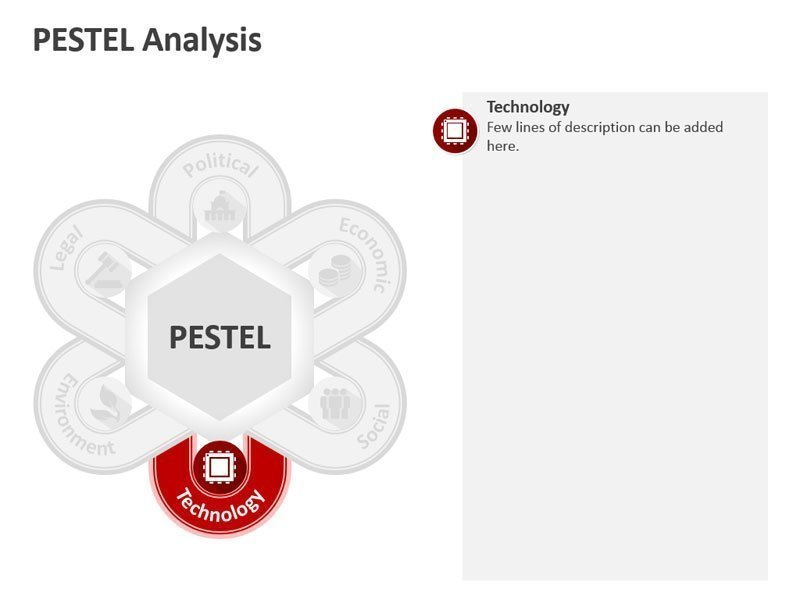 PESTEL Analysis
Political
Economic
Social
Technology
Environment
Legal
PESTEL
Technology
Few lines of description can be added
here.